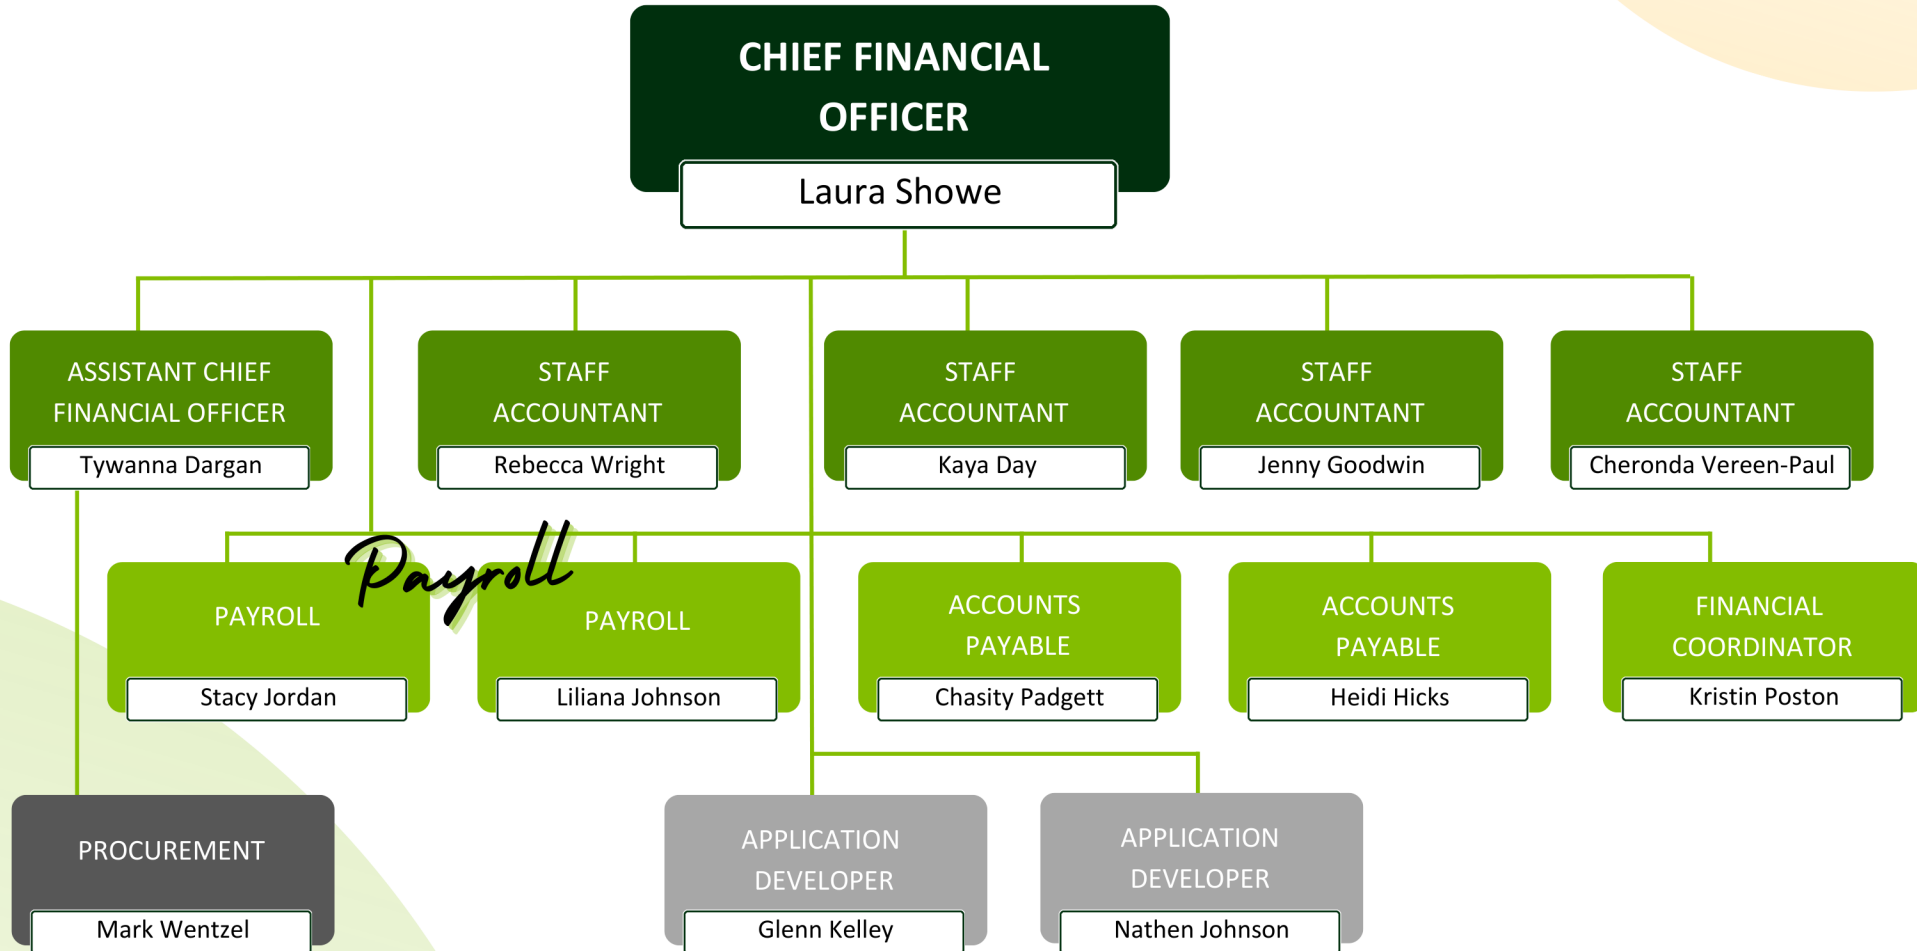 CHIEF FINANCIAL
OFFICER
Laura Showe
ASSISTANT CHIEF
FINANCIAL OFFICER
Tywanna Dargan
STAFF
ACCOUNTANT
Rebecca Wright
STAFF
ACCOUNTANT
Kaya Day
STAFF
ACCOUNTANT
Jenny Goodwin
STAFF
ACCOUNTANT
Cheronda Vereen-Paul
Payroll
PAYROLL
Stacy Jordan
PAYROLL
Liliana Johnson
ACCOUNTS
PAYABLE
Chasity Padgett
ACCOUNTS
PAYABLE
Heidi Hicks
FINANCIAL
COORDINATOR
Kristin Poston
PROCUREMENT
Mark Wentzel
APPLICATION
DEVELOPER
Glenn Kelley
APPLICATION
DEVELOPER
Nathen Johnson